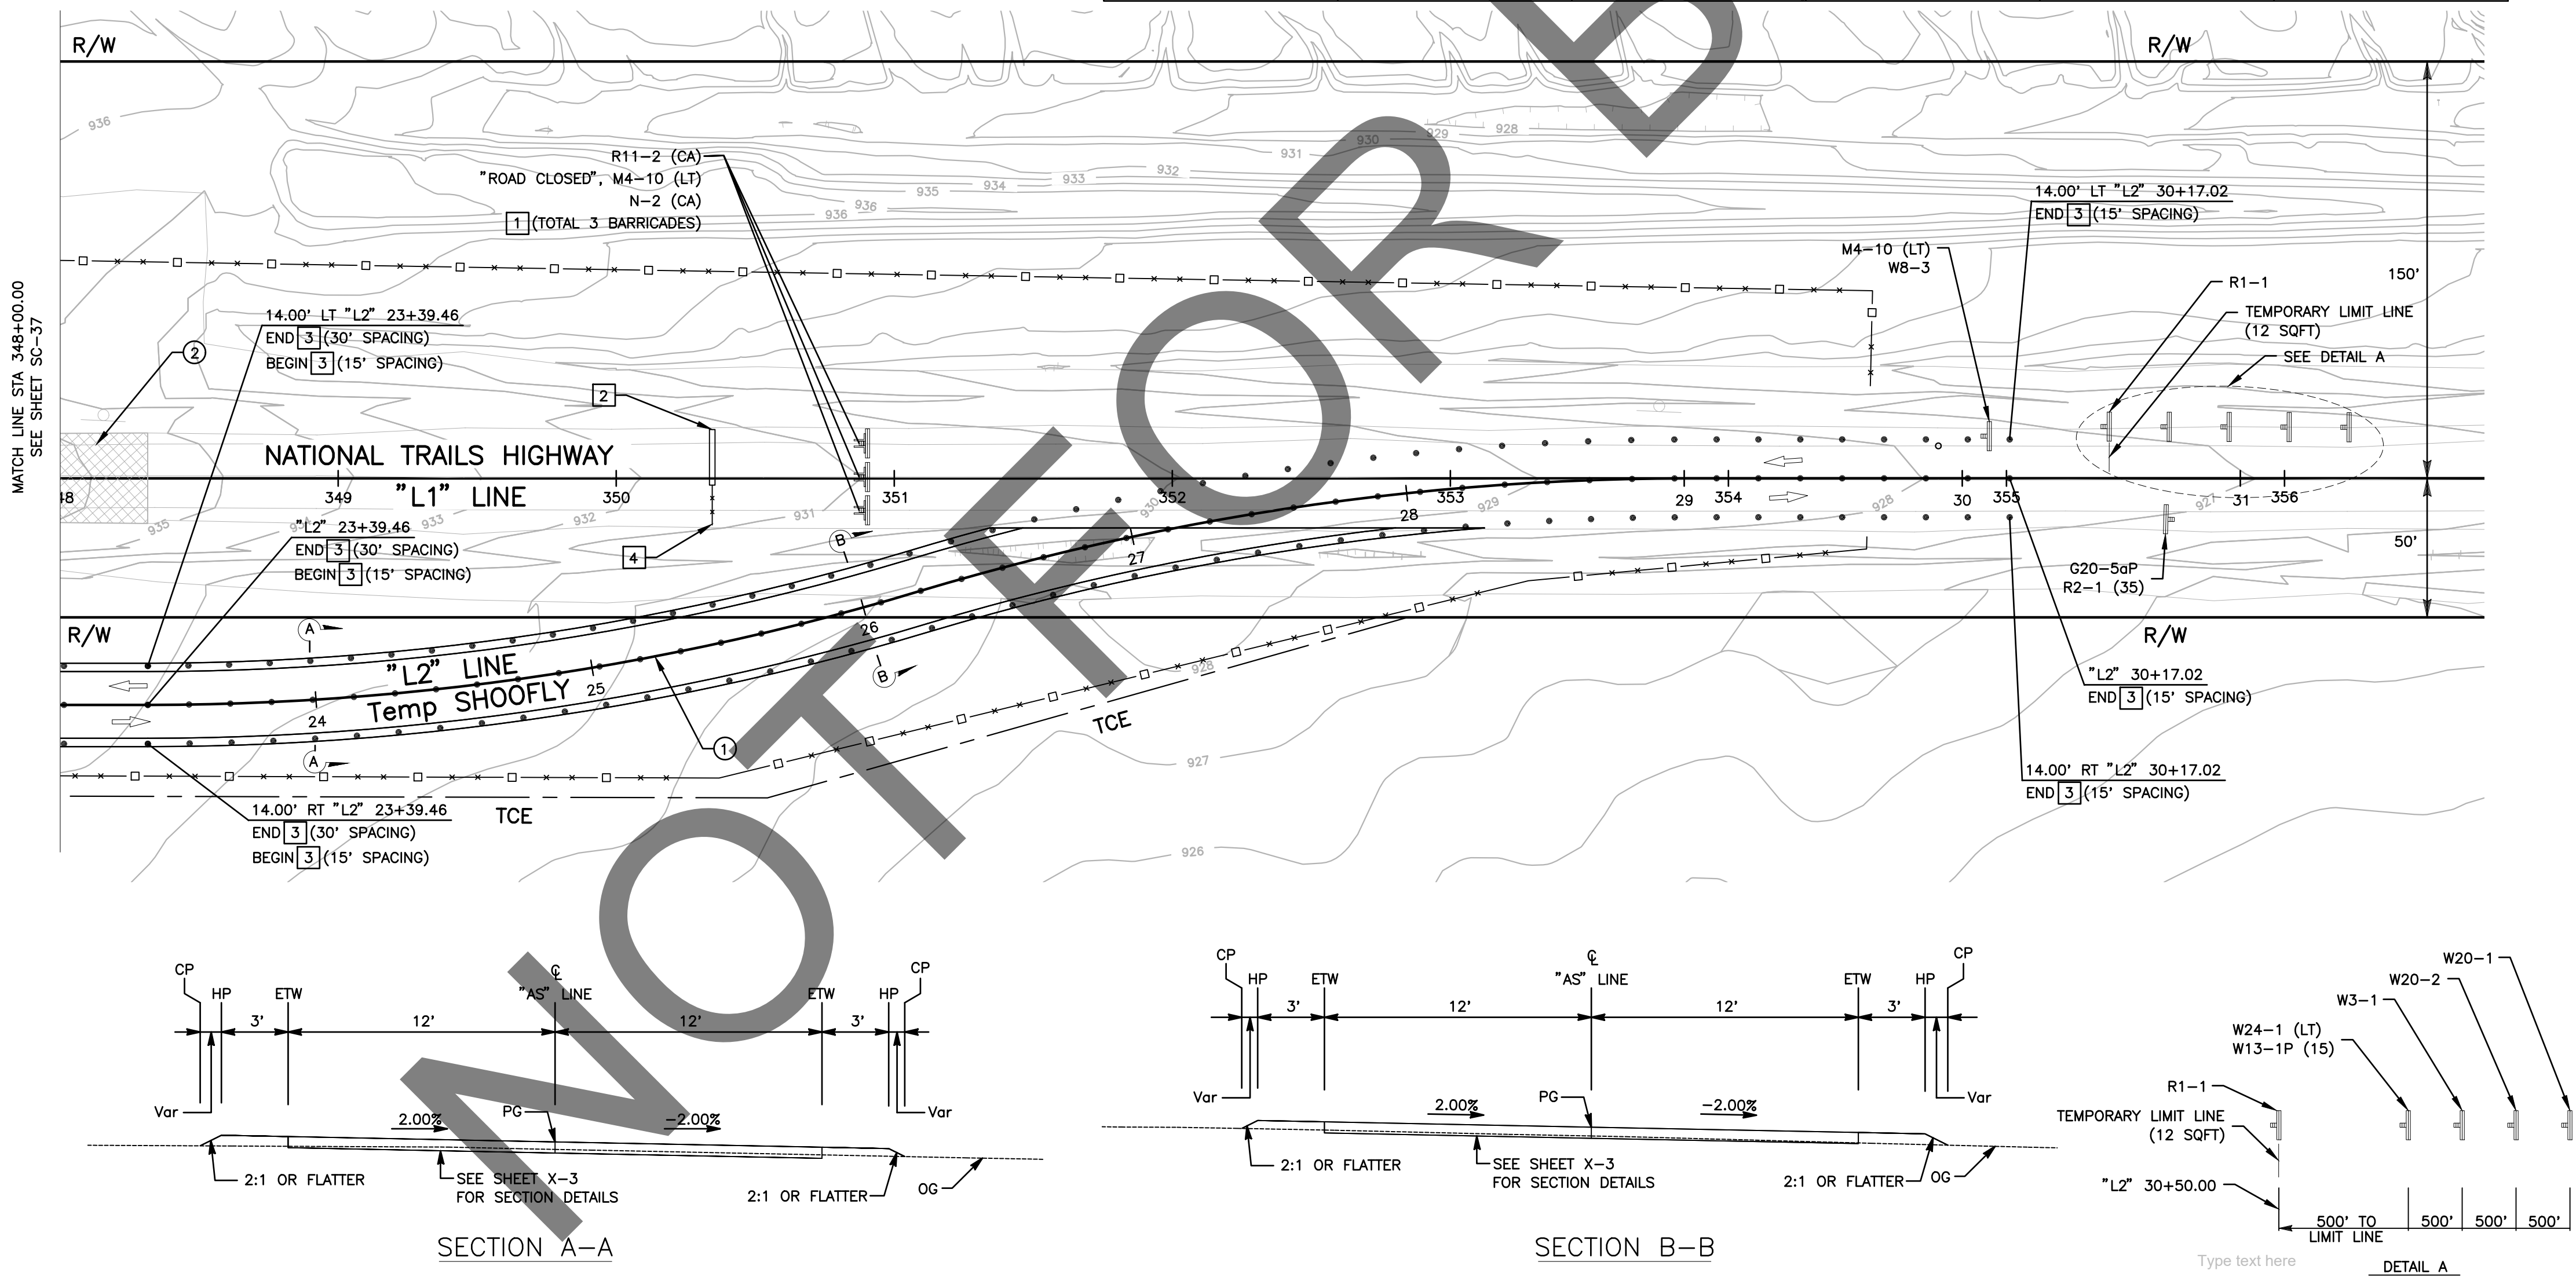 R/W
R/W
936
929
928
930
931
932
933
934
935
936
936
R11-2 (CA)
"ROAD CLOSED", M4-10 (LT)
N-2 (CA)
1 (TOTAL 3 BARRICADES)
14.00' LT "L2" 30+17.02
END 3 (15' SPACING)
M4-10 (LT)
W8-3
150'
R1-1
TEMPORARY LIMIT LINE
(12 SQFT)
SEE DETAIL A
MATCH LINE STA 348+00.00
SEE SHEET SC-37
14.00' LT "L2" 23+39.46
END 3 (30' SPACING)
BEGIN 3 (15' SPACING)
2
2
NATIONAL TRAILS HIGHWAY
"L1" LINE
48
349
350
351
352
353
29
354
30
355
31
356
28
935
934
933
932
931
930
929
928
927
"L2" 23+39.46
END 3 (30' SPACING)
BEGIN 3 (15' SPACING)
4
B
27
50'
G20-5aP
R2-1 (35)
R/W
R/W
A
26
B
928
"L2" LINE
Temp SHOOFLY
25
24
"L2" 30+17.02
END 3 (15' SPACING)
TCE
1
A
927
14.00' RT "L2" 30+17.02
END 3 (15' SPACING)
14.00' RT "L2" 23+39.46
END 3 (30' SPACING)
BEGIN 3 (15' SPACING)
TCE
926
NOT FOR B
CP
HP
ETW
℄
"AS" LINE
ETW
HP
CP
3'
12'
12'
3'
Var
PG
2.00%
-2.00%
Var
2:1 OR FLATTER
SEE SHEET X-3
FOR SECTION DETAILS
2:1 OR FLATTER
OG
SECTION A-A
CP
HP
ETW
℄
"AS" LINE
ETW
HP
CP
3'
12'
12'
3'
Var
PG
2.00%
-2.00%
Var
2:1 OR FLATTER
SEE SHEET X-3
FOR SECTION DETAILS
2:1 OR FLATTER
OG
SECTION B-B
W20-1
W20-2
W3-1
W24-1 (LT)
W13-1P (15)
R1-1
TEMPORARY LIMIT LINE
(12 SQFT)
"L2" 30+50.00
500' TO
LIMIT LINE
500'
500'
500'
Type text here
DETAIL A